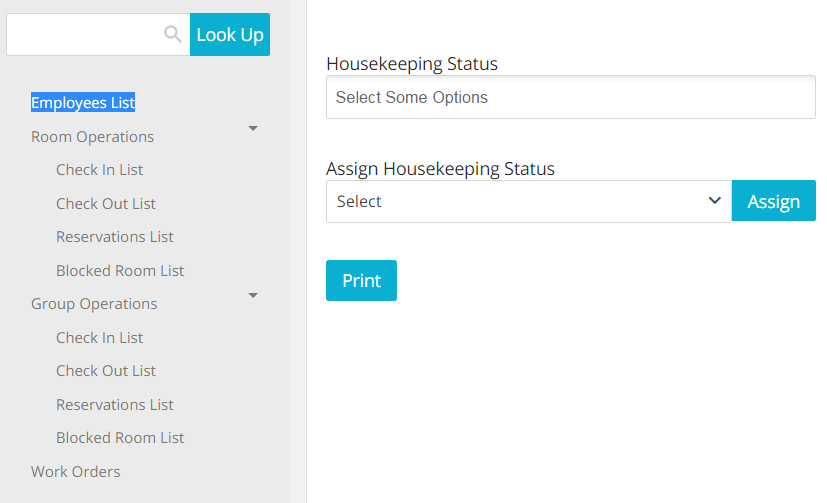 Look Up
Employees List
Room Operations
Check In List
Check Out List
Reservations List
Blocked Room List
Group Operations
Check In List
Check Out List
Reservations List
Blocked Room List
Work Orders
Housekeeping Status
Select Some Options
Assign Housekeeping Status
Select
Assign
Print